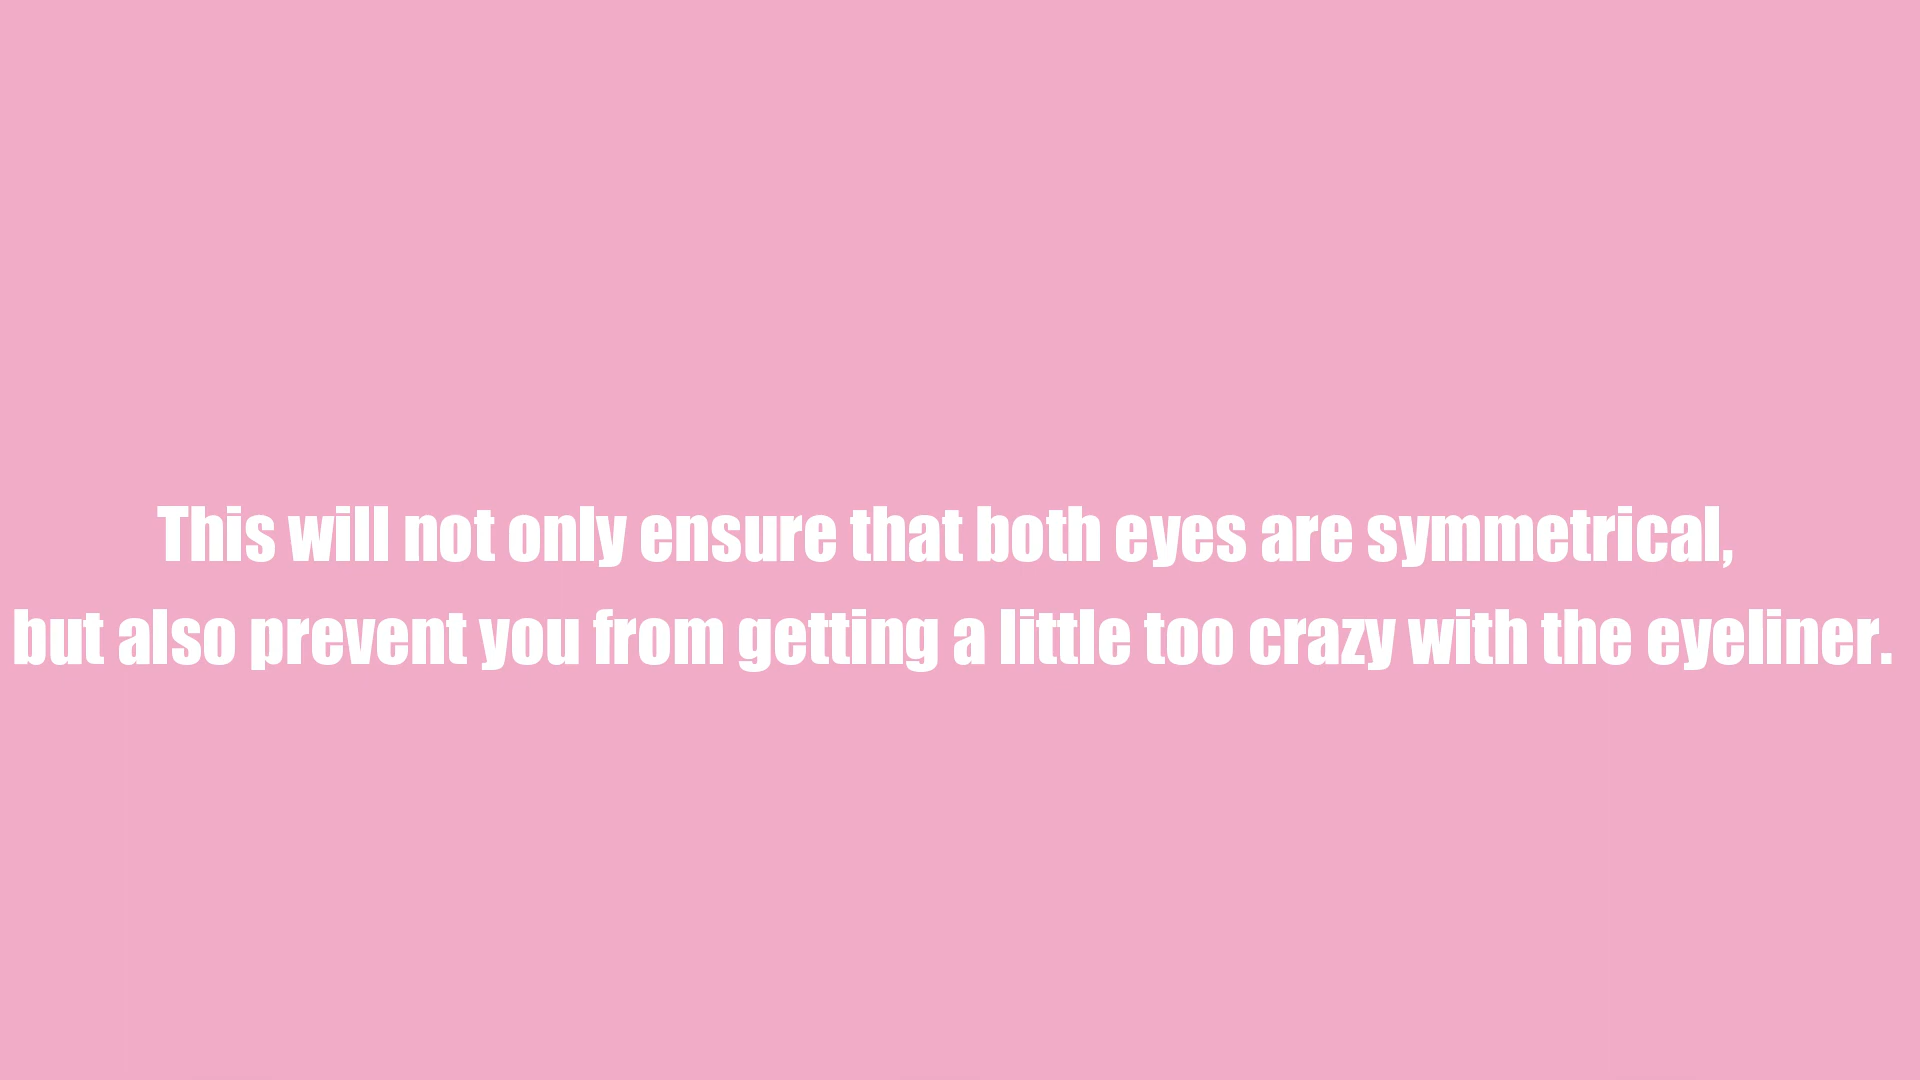 This will not only ensure that both eyes are symmetrical,
but also prevent you from getting a little too crazy with the eyeliner.